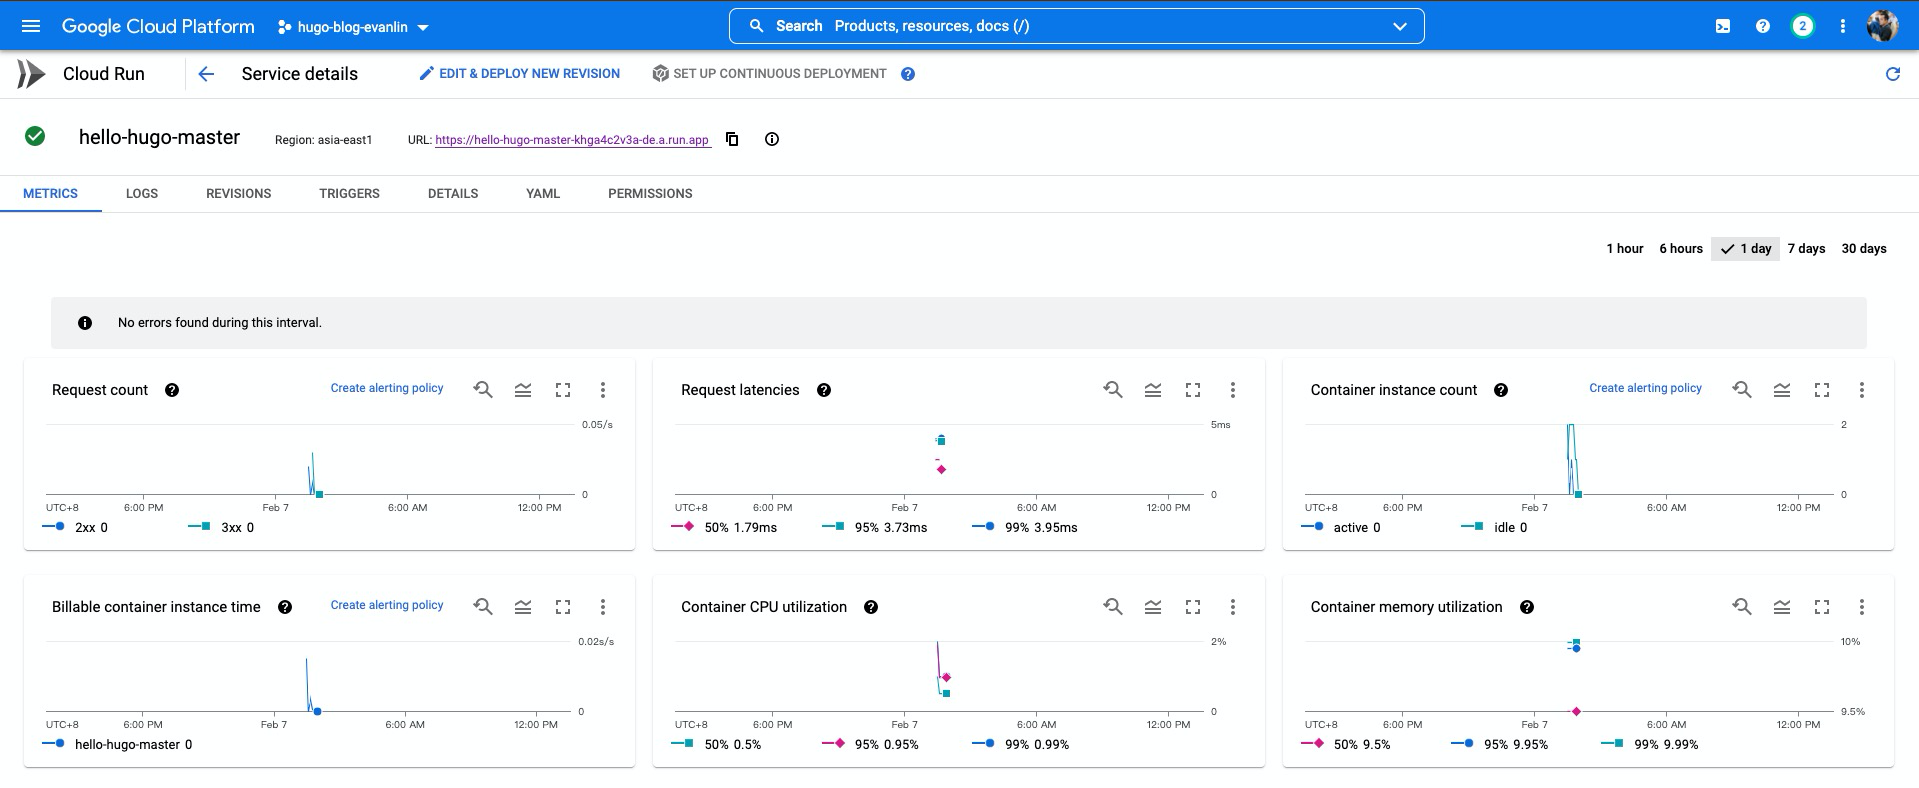 Google Cloud Platform hugo-blog-evanlin Search Products, resources, docs (/) 2
Cloud Run Service details EDIT & DEPLOY NEW REVISION SET UP CONTINUOUS DEPLOYMENT
hello-hugo-master Region: asia-east1 URL: https://hello-hugo-master-khga4c2v3a-de.a.run.app
METRICS LOGS REVISIONS TRIGGERS DETAILS YAML PERMISSIONS
1 hour 6 hours 1 day 7 days 30 days
No errors found during this interval.
Request count Create alerting policy
0.05/s
0
UTC+8 6:00 PM Feb 7 6:00 AM 12:00 PM
2xx 0 3xx 0
Request latencies
5ms
0
UTC+8 6:00 PM Feb 7 6:00 AM 12:00 PM
50% 1.79ms 95% 3.73ms 99% 3.95ms
Container instance count Create alerting policy
2
0
UTC+8 6:00 PM Feb 7 6:00 AM 12:00 PM
active 0 idle 0
Billable container instance time Create alerting policy
0.02s/s
0
UTC+8 6:00 PM Feb 7 6:00 AM 12:00 PM
hello-hugo-master 0
Container CPU utilization
2%
0
UTC+8 6:00 PM Feb 7 6:00 AM 12:00 PM
50% 0.5% 95% 0.95% 99% 0.99%
Container memory utilization
10%
9.5%
UTC+8 6:00 PM Feb 7 6:00 AM 12:00 PM
50% 9.5% 95% 9.95% 99% 9.99%